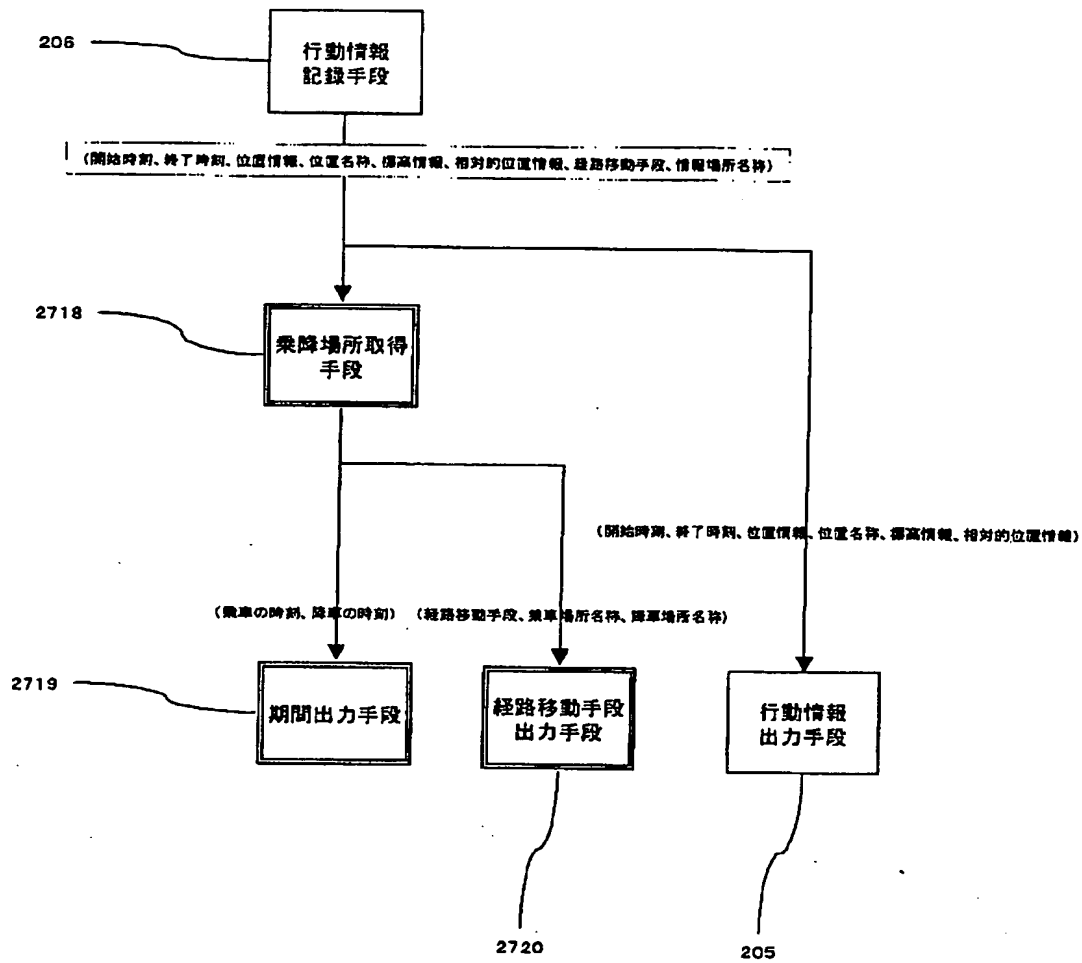 206
行動情報
記録手段
(開始時刻、終了時刻、位置情報、位置名称、標高情報、相対的位置情報、経路移動手段、情報場所名称)
2718
乗降場所取得
手段
(開始時刻、終了時刻、位置情報、位置名称、標高情報、相対的位置情報)
(乗車の時刻、降車の時刻)
(経路移動手段、乗車場所名称、降車場所名称)
2719
期間出力手段
経路移動手段
出力手段
行動情報
出力手段
2720
205